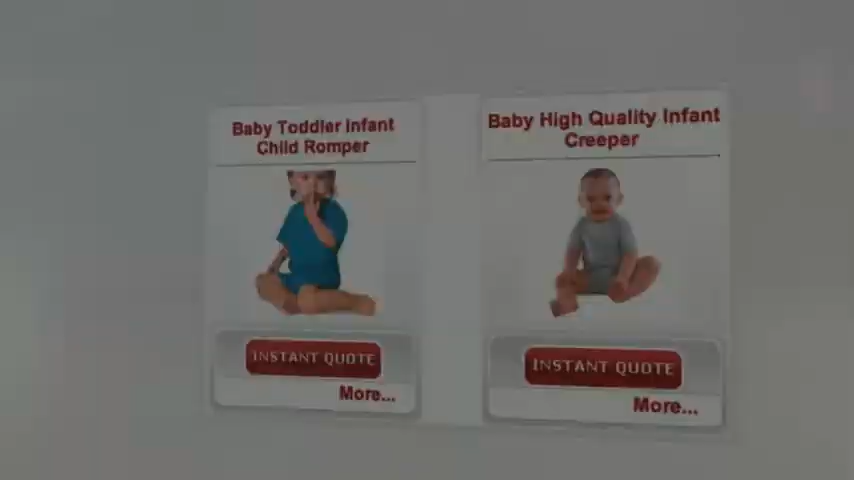 Baby Toddler Infant
Child Romper
INSTANT QUOTE
More...
Baby High Quality Infant
Creeper
INSTANT QUOTE
More...